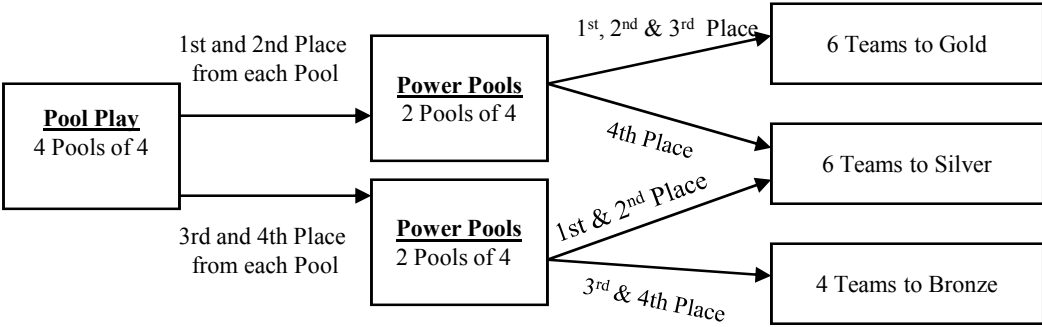 Pool Play
4 Pools of 4
1st and 2nd Place
from each Pool
3rd and 4th Place
from each Pool
Power Pools
2 Pools of 4
Power Pools
2 Pools of 4
1st, 2nd & 3rd Place
4th Place
1st & 2nd Place
3rd & 4th Place
6 Teams to Gold
6 Teams to Silver
4 Teams to Bronze